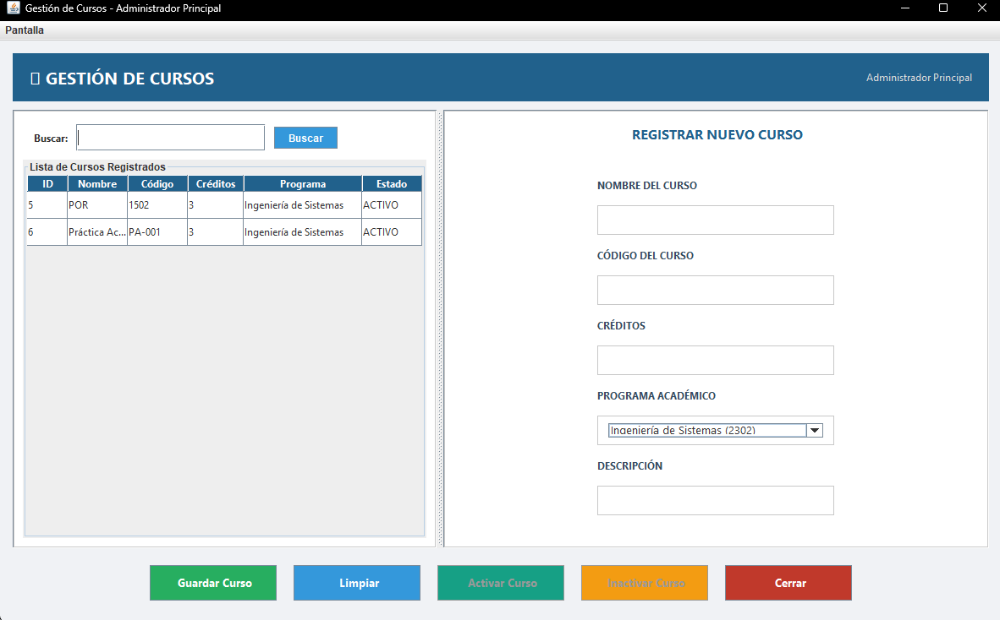 Gestión de Cursos - Administrador Principal
Pantalla
GESTIÓN DE CURSOS
Administrador Principal
Buscar:
Buscar
Lista de Cursos Registrados
ID Nombre Código Créditos Programa Estado
5 POR 1502 3 Ingeniería de Sistemas ACTIVO
6 Práctica Ac... PA-001 3 Ingeniería de Sistemas ACTIVO
REGISTRAR NUEVO CURSO
NOMBRE DEL CURSO
CÓDIGO DEL CURSO
CRÉDITOS
PROGRAMA ACADÉMICO
Ingeniería de Sistemas (2302)
DESCRIPCIÓN
Guardar Curso Limpiar Activar Curso Inactivar Curso Cerrar